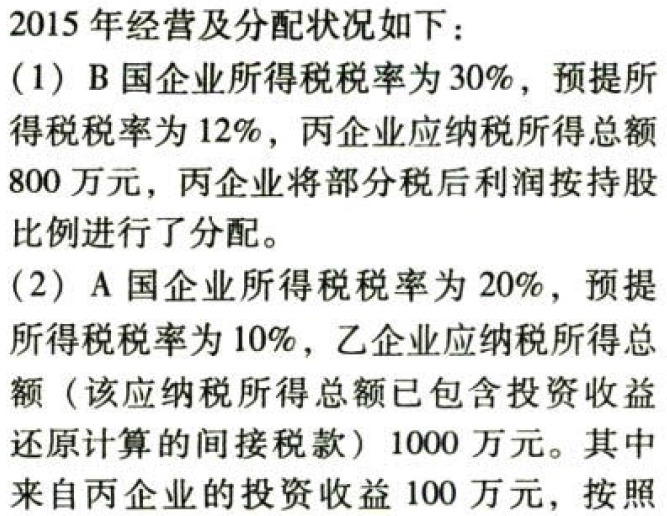 2015 年经营及分配状况如下：
（1）B 国企业所得税税率为 30%，预提所
得税税率为 12%，丙企业应纳税所得总额
800 万元，丙企业将部分税后利润按持股
比例进行了分配。
（2）A 国企业所得税税率为 20%，预提
所得税税率为 10%，乙企业应纳税所得总
额（该应纳税所得总额已包含投资收益
还原计算的间接税款）1000 万元。其中
来自丙企业的投资收益 100 万元，按照